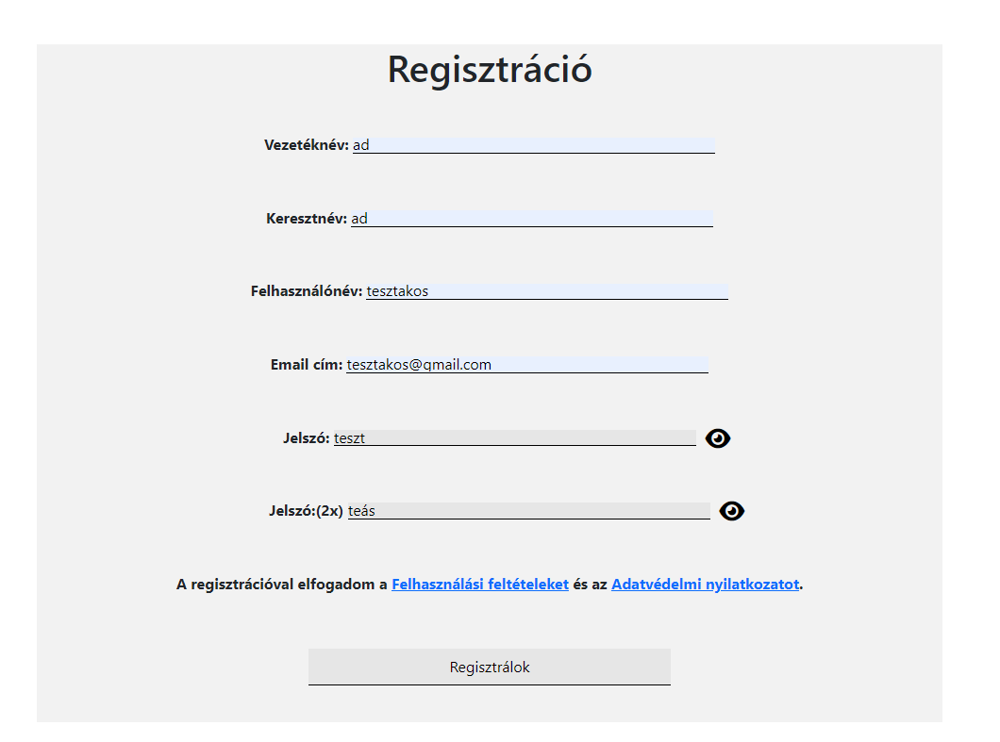 Regisztráció
Vezetéknév: ad
Keresztnév: ad
Felhasználónév: tesztakos
Email cím: tesztakos@gmail.com
Jelszó: teszt
Jelszó:(2x) teás
A regisztrációval elfogadom a Felhasználási feltételeket és az Adatvédelmi nyilatkozatot.
Regisztrálok